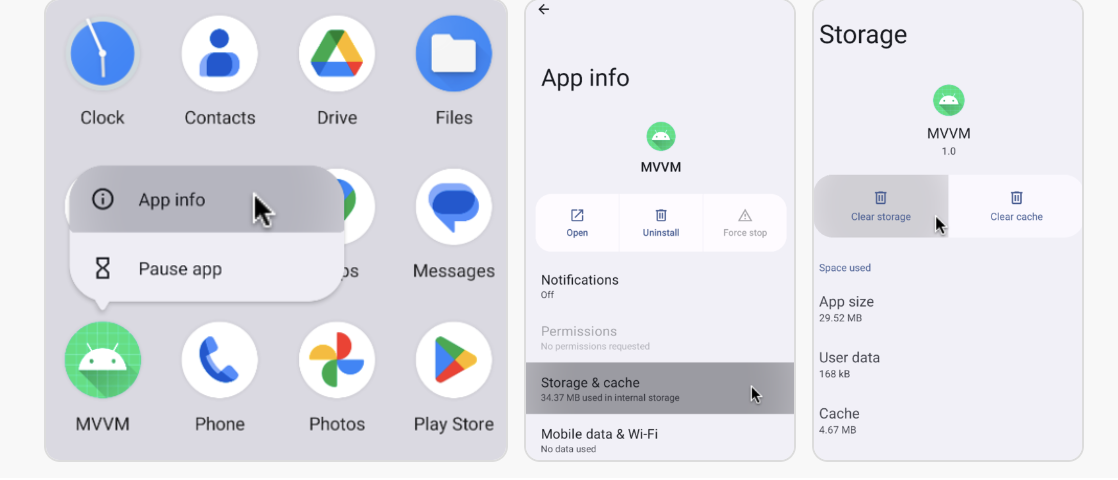 Clock
Contacts
Drive
Files
App info
Pause app
ps
Messages
MVVM
Phone
Photos
Play Store
App info
MVVM
Open
Uninstall
Force stop
Notifications
Off
Permissions
No permissions requested
Storage & cache
34.37 MB used in internal storage
Mobile data & Wi-Fi
No data used
Storage
MVVM
1.0
Clear storage
Clear cache
Space used
App size
29.52 MB
User data
168 kB
Cache
4.67 MB